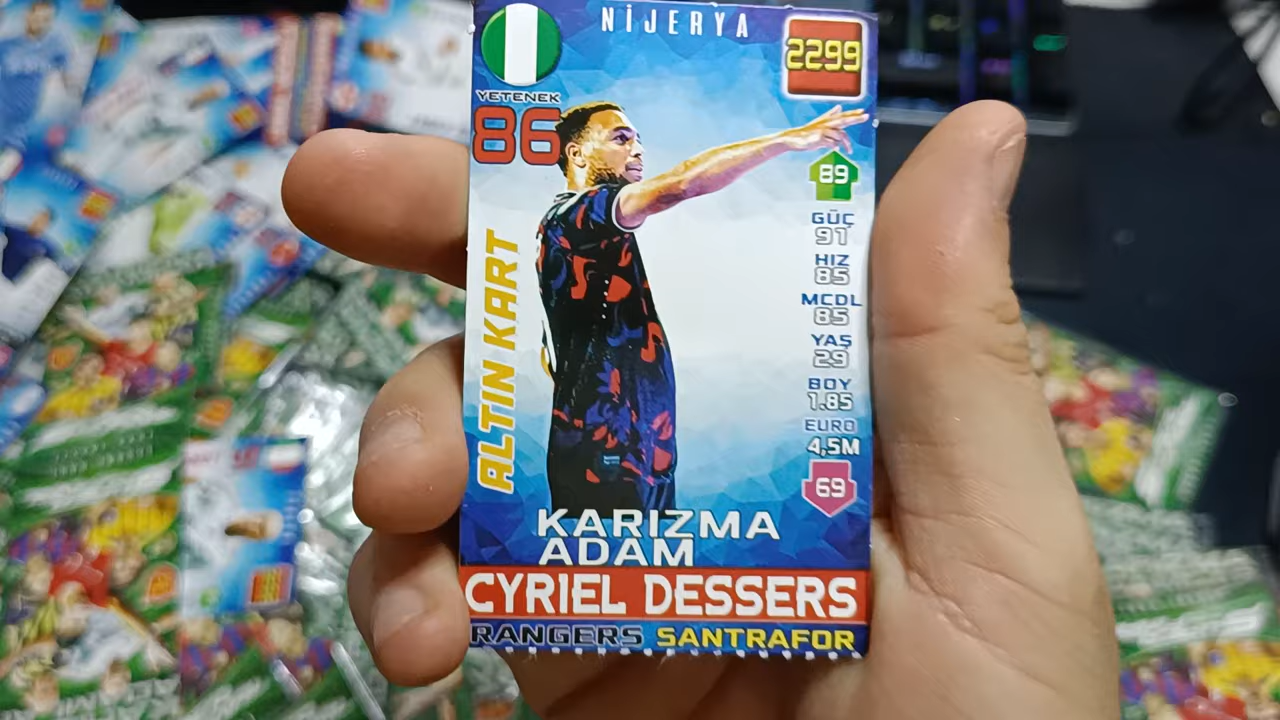 NİJERYA
2299
YETENEK
86
89
GÜÇ
91
HIZ
85
MCDL
85
YAŞ
29
BOY
1.85
EURO
4,5M
69
ALTIN KART
KARIZMA
ADAM
CYRIEL DESSERS
RANGERS SANTRAFOR